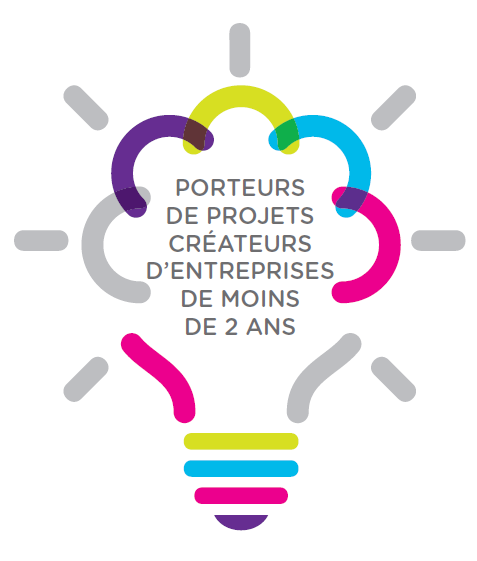 PORTEURS
DE PROJETS
CRÉATEURS
D'ENTREPRISES
DE MOINS
DE 2 ANS